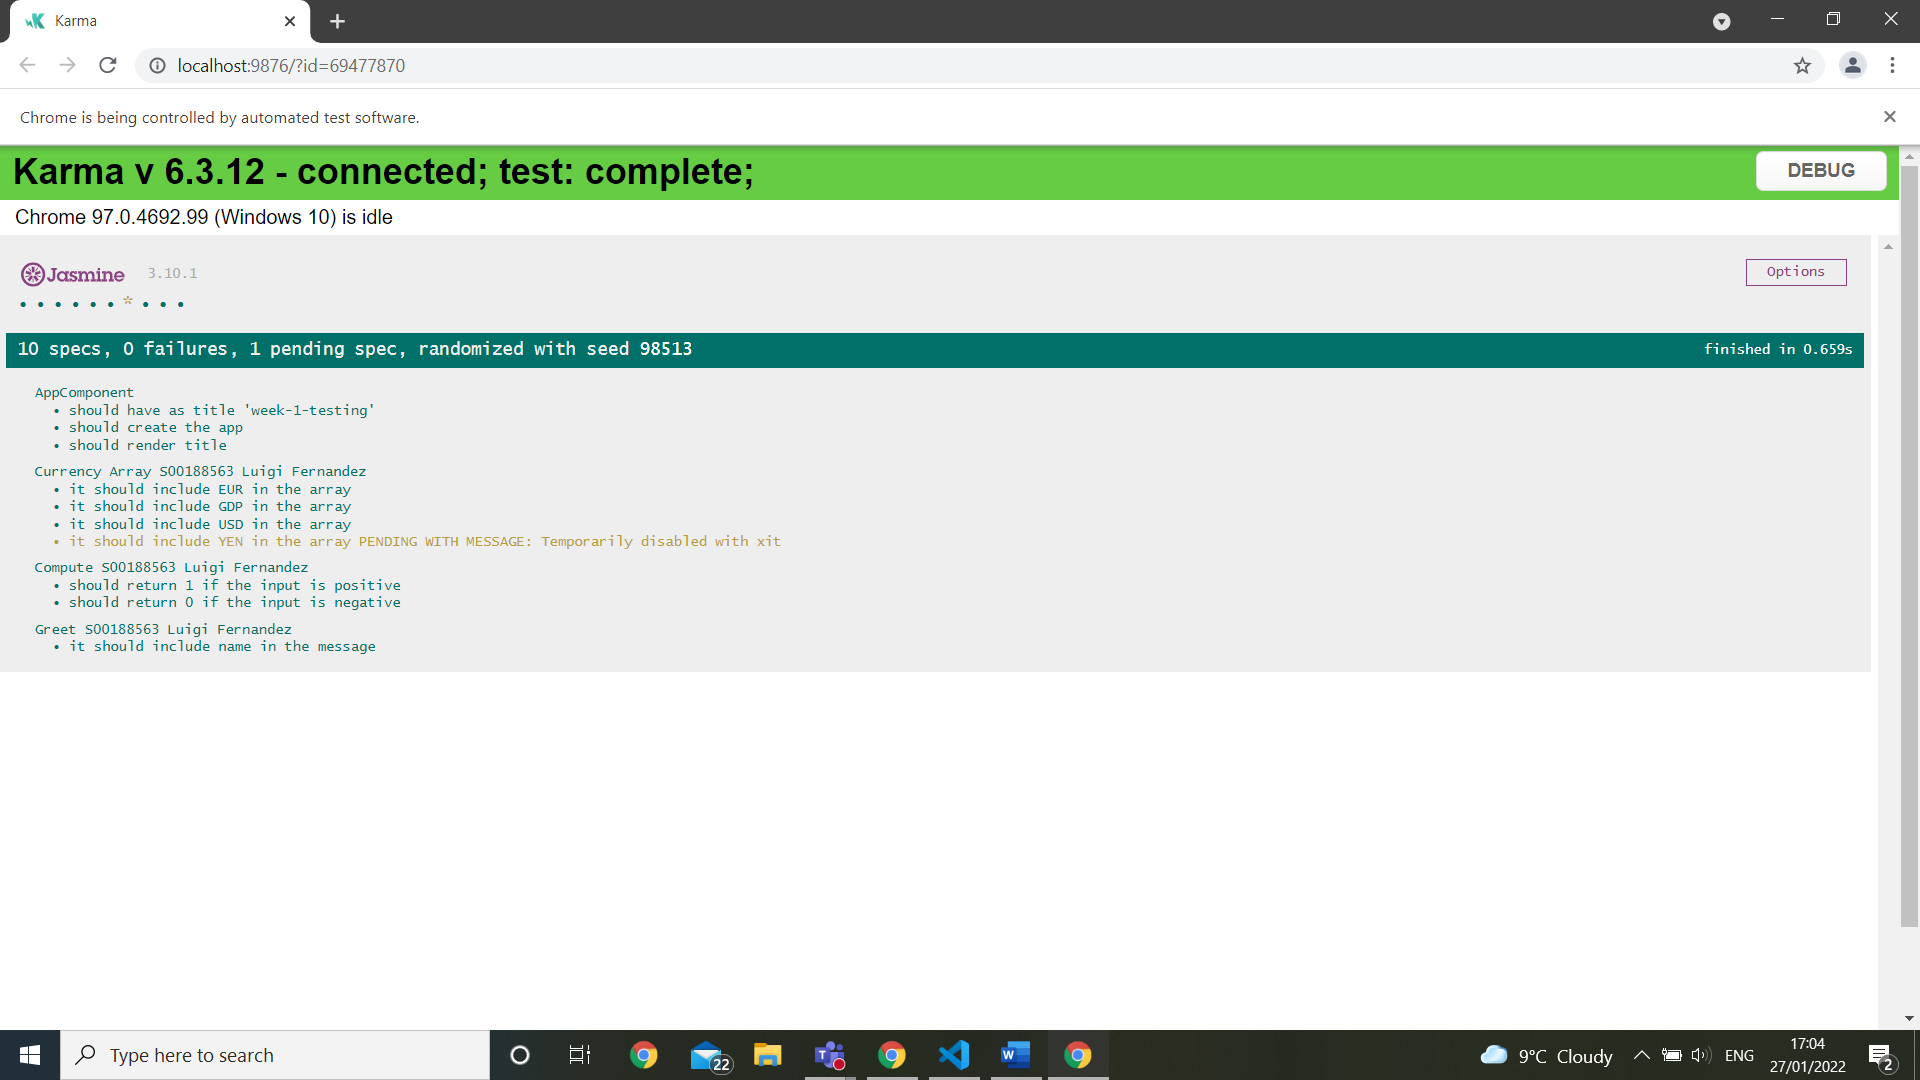 Karma
localhost:9876/?id=69477870
Chrome is being controlled by automated test software.
Karma v 6.3.12 - connected; test: complete;
DEBUG
Chrome 97.0.4692.99 (Windows 10) is idle
Jasmine 3.10.1
Options
• • • • • • * • • •
10 specs, 0 failures, 1 pending spec, randomized with seed 98513
finished in 0.659s
AppComponent
• should have as title 'week-1-testing'
• should create the app
• should render title
Currency Array S00188563 Luigi Fernandez
• it should include EUR in the array
• it should include GDP in the array
• it should include USD in the array
• it should include YEN in the array PENDING WITH MESSAGE: Temporarily disabled with xit
Compute S00188563 Luigi Fernandez
• should return 1 if the input is positive
• should return 0 if the input is negative
Greet S00188563 Luigi Fernandez
• it should include name in the message
Type here to search
22
9°C Cloudy
ENG
17:04
27/01/2022
2